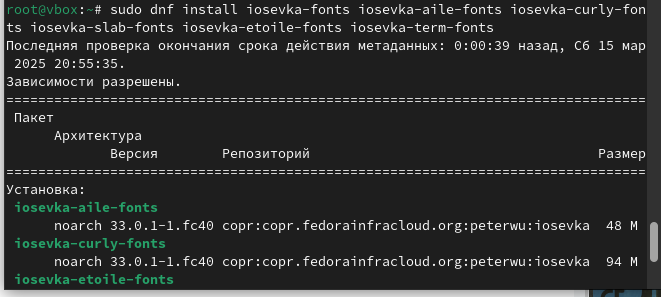 root@vbox:~# sudo dnf install iosevka-fonts iosevka-aile-fonts iosevka-curly-fon
ts iosevka-slab-fonts iosevka-etoile-fonts iosevka-term-fonts
Последняя проверка окончания срока действия метаданных: 0:00:39 назад, Сб 15 мар
 2025 20:55:35.
Зависимости разрешены.
================================================================================
 Пакет
      Архитектура
             Версия        Репозиторий                                    Размер
================================================================================
Установка:
 iosevka-aile-fonts
      noarch 33.0.1-1.fc40 copr:copr.fedorainfracloud.org:peterwu:iosevka  48 M
 iosevka-curly-fonts
      noarch 33.0.1-1.fc40 copr:copr.fedorainfracloud.org:peterwu:iosevka  94 M
 iosevka-etoile-fonts